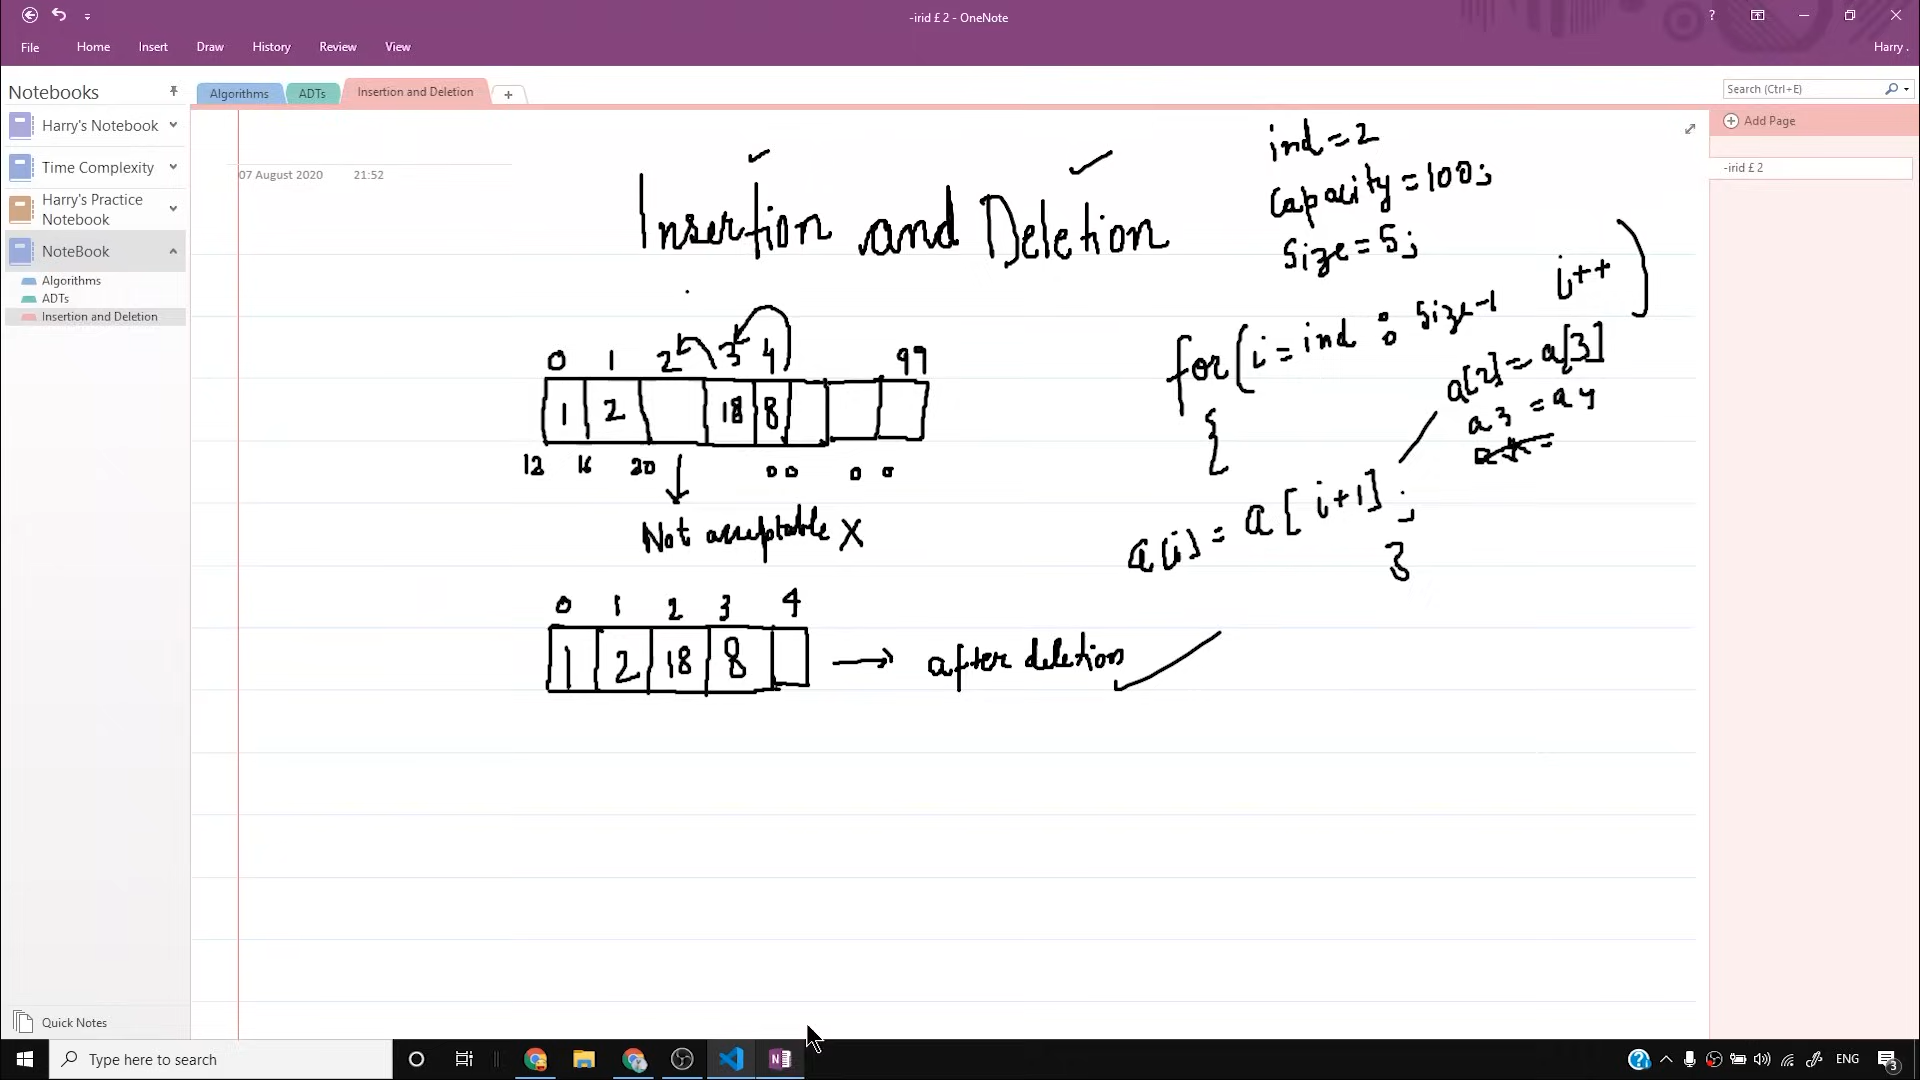 -irid £ 2 - OneNote
?
File Home Insert Draw History Review View
Harry .
Notebooks
Harry's Notebook
Time Complexity
Harry's Practice
Notebook
NoteBook
Algorithms
ADTs
Insertion and Deletion
Quick Notes
Algorithms ADTs Insertion and Deletion +
Search (Ctrl+E)
Add Page
-irid £ 2
07 August 2020 21:52
Insertion and Deletion
ind=2
Capacity=100;
Size=5;
for(i=ind : size-1 i++)
{
a[i] = a[i+1];
}
a[2]=a[3]
a3 = a4
0 1 2 3 4 99
1 2 18 8
12 16 20
Not acceptable X
0 1 2 3 4
1 2 18 8 → after deletion
Type here to search
ENG
3